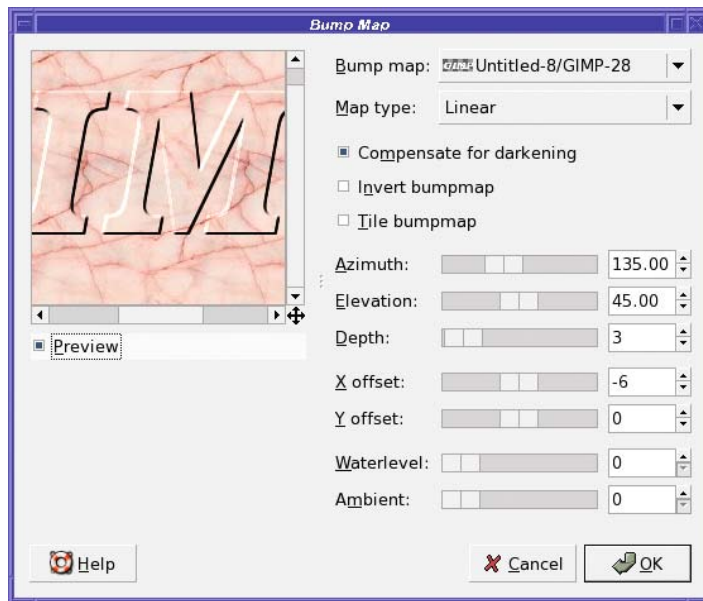 Bump Map
Bump map: GIMP Untitled-8/GIMP-28
Map type: Linear
Compensate for darkening
Invert bumpmap
Tile bumpmap
Azimuth: 135.00
Elevation: 45.00
Depth: 3
X offset: -6
Y offset: 0
Waterlevel: 0
Ambient: 0
IM
Preview
Help
Cancel
OK